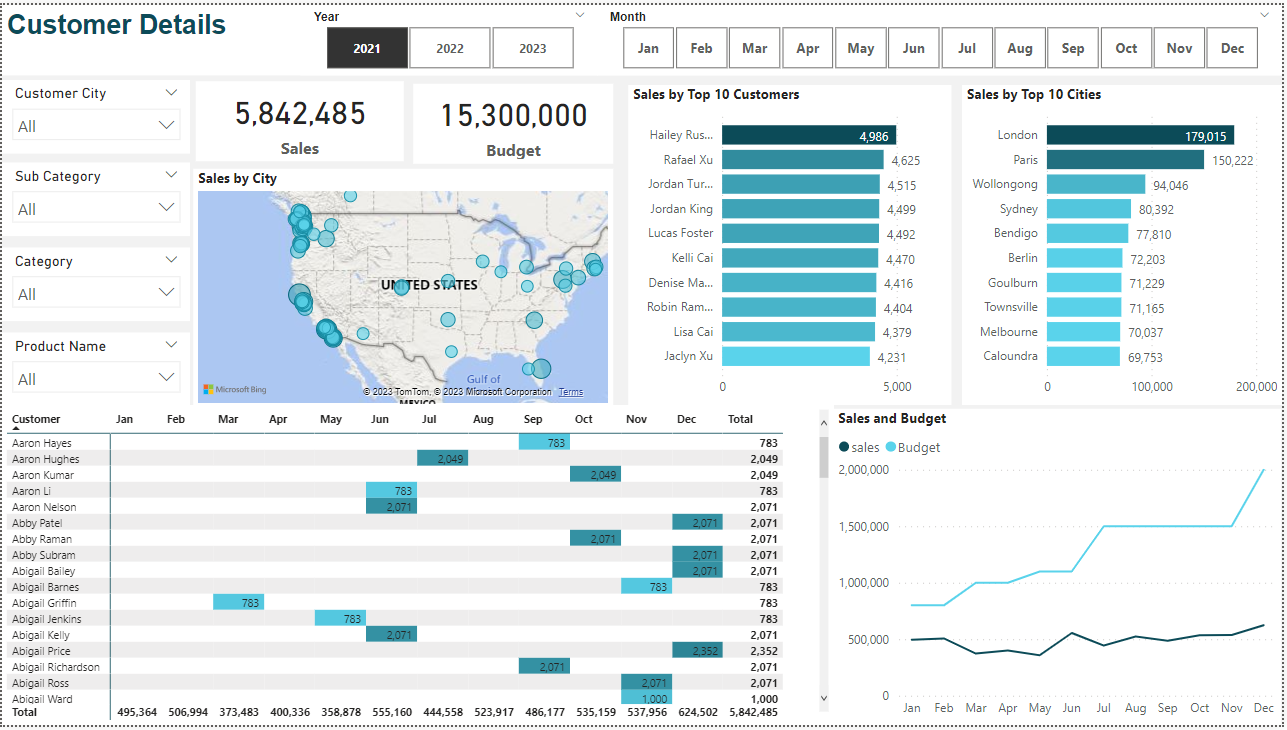 Customer Details
Year
2021 2022 2023
Month
Jan Feb Mar Apr May Jun Jul Aug Sep Oct Nov Dec
Customer City
All
Sub Category
All
Category
All
Product Name
All
5,842,485
Sales
15,300,000
Budget
Sales by City
UNITED STATES
Gulf of
MEXICO
Microsoft Bing
© 2023 TomTom, © 2023 Microsoft Corporation Terms
Sales by Top 10 Customers
Hailey Rus... 4,986
Rafael Xu 4,625
Jordan Tur... 4,515
Jordan King 4,499
Lucas Foster 4,492
Kelli Cai 4,470
Denise Ma... 4,416
Robin Ram... 4,404
Lisa Cai 4,379
Jaclyn Xu 4,231
0 5,000
Sales by Top 10 Cities
London 179,015
Paris 150,222
Wollongong 94,046
Sydney 80,392
Bendigo 77,810
Berlin 72,203
Goulburn 71,229
Townsville 71,165
Melbourne 70,037
Caloundra 69,753
0 100,000 200,000
Customer Jan Feb Mar Apr May Jun Jul Aug Sep Oct Nov Dec Total
Aaron Hayes 783 783
Aaron Hughes 2,049 2,049
Aaron Kumar 2,049 2,049
Aaron Li 783 783
Aaron Nelson 2,071 2,071
Abby Patel 2,071 2,071
Abby Raman 2,071 2,071
Abby Subram 2,071 2,071
Abigail Bailey 2,071 2,071
Abigail Barnes 783 783
Abigail Griffin 783 783
Abigail Jenkins 783 783
Abigail Kelly 2,071 2,071
Abigail Price 2,352 2,352
Abigail Richardson 2,071 2,071
Abigail Ross 2,071 2,071
Abigail Ward 1,000 1,000
Total 495,364 506,994 373,483 400,336 358,878 555,160 444,558 523,917 486,177 535,159 537,956 624,502 5,842,485
Sales and Budget
sales Budget
2,000,000
1,500,000
1,000,000
500,000
0
Jan Feb Mar Apr May Jun Jul Aug Sep Oct Nov Dec